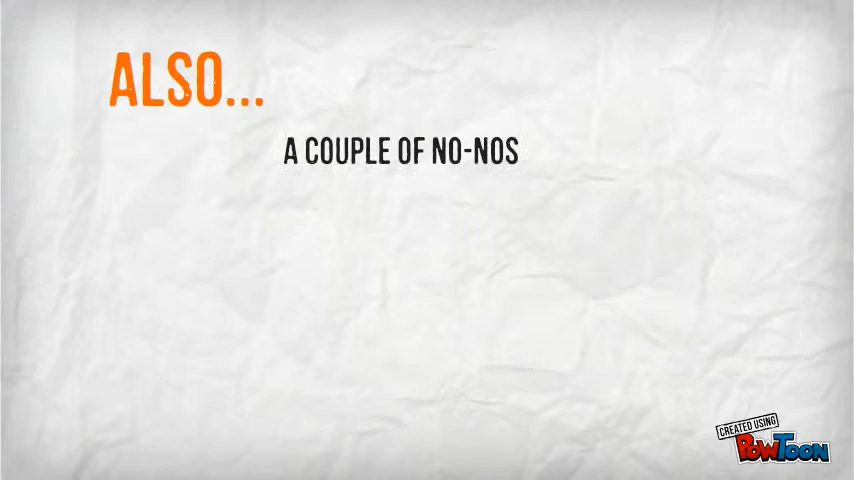 ALSO...
A COUPLE OF NO-NOS
CREATED USING
POWTOON